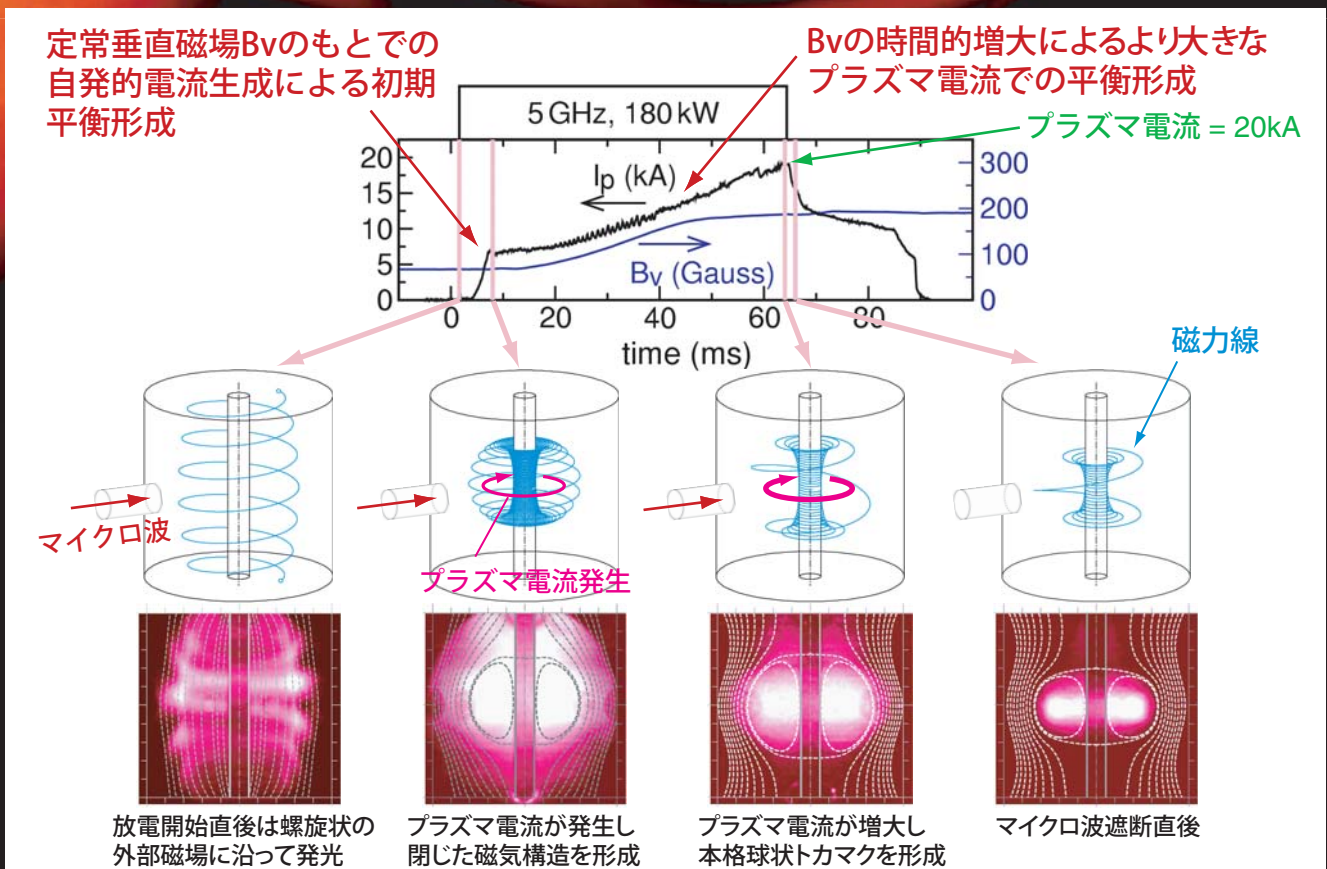 定常垂直磁場Bvのもとでの
自発的電流生成による初期
平衡形成
Bvの時間的増大によるより大きな
プラズマ電流での平衡形成
5 GHz, 180 kW
プラズマ電流 = 20kA
20
15
10
5
0
Ip (kA)
Bv (Gauss)
300
200
100
0
0
20
40
60
80
time (ms)
磁力線
マイクロ波
プラズマ電流発生
放電開始直後は螺旋状の
外部磁場に沿って発光
プラズマ電流が発生し
閉じた磁気構造を形成
プラズマ電流が増大し
本格球状トカマクを形成
マイクロ波遮断直後